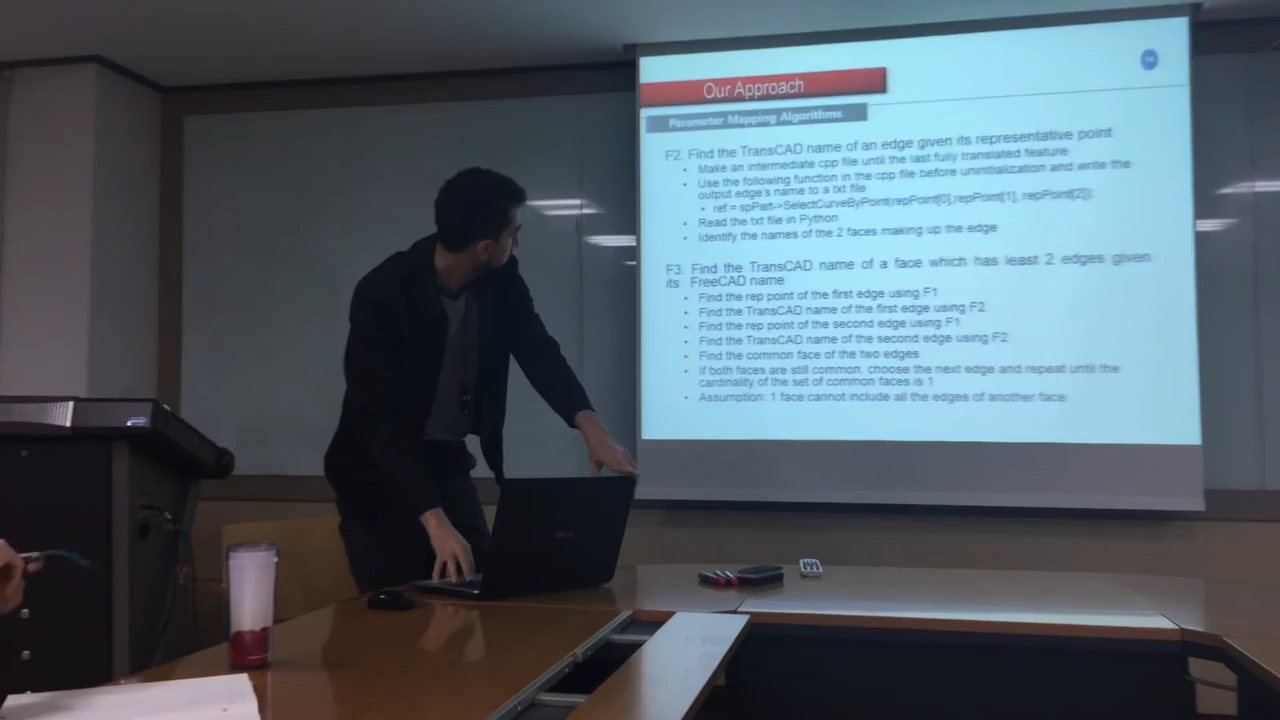 Our Approach
Parameter Mapping Algorithms
F2. Find the TransCAD name of an edge given its representative point
• Make an intermediate cpp file until the last fully translated feature
• Use the following function in the cpp file before uninitialization and write the
output edge's name to a txt file
• ref = spPart->SelectCurveByPoint(repPoint[0],repPoint[1], repPoint[2]);
• Read the txt file in Python
• Identify the names of the 2 faces making up the edge
F3. Find the TransCAD name of a face which has least 2 edges given
its FreeCAD name
• Find the rep point of the first edge using F1
• Find the TransCAD name of the first edge using F2
• Find the rep point of the second edge using F1
• Find the TransCAD name of the second edge using F2
• Find the common face of the two edges
• If both faces are still common, choose the next edge and repeat until the
cardinality of the set of common faces is 1
• Assumption: 1 face cannot include all the edges of another face